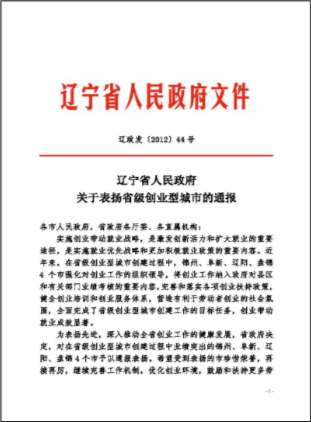 辽宁省人民政府文件
辽政发〔2012〕44号
辽宁省人民政府
关于表扬省级创业型城市的通报
各市人民政府，省政府各厅委、各直属机构：
实施创业带动就业战略，是激发创新活力和扩大就业的重要
途径，是实施就业优先战略和更加积极就业政策的重要内容。近
年来，在省级创业型城市创建过程中，锦州、阜新、辽阳、盘锦
4个市强化对创业工作的组织领导，将创业工作纳入政府对县区
和有关部门业绩考核的重要内容，完善和落实各项创业扶持政策，
健全创业培训和创业服务体系，营造有利于劳动者创业的社会氛
围，全面完成了省级创业型城市创建工作的目标任务，创业带动
就业成就显著。
为表扬先进，深入推动全省创业工作的健康发展，省政府决
定，对在省级创业型城市创建过程中业绩突出的锦州、阜新、辽
阳、盘锦4个市予以通报表扬。希望受到表扬的市珍惜荣誉，再
接再厉，继续完善工作机制，优化创业环境，鼓励和扶持更多劳
-1-